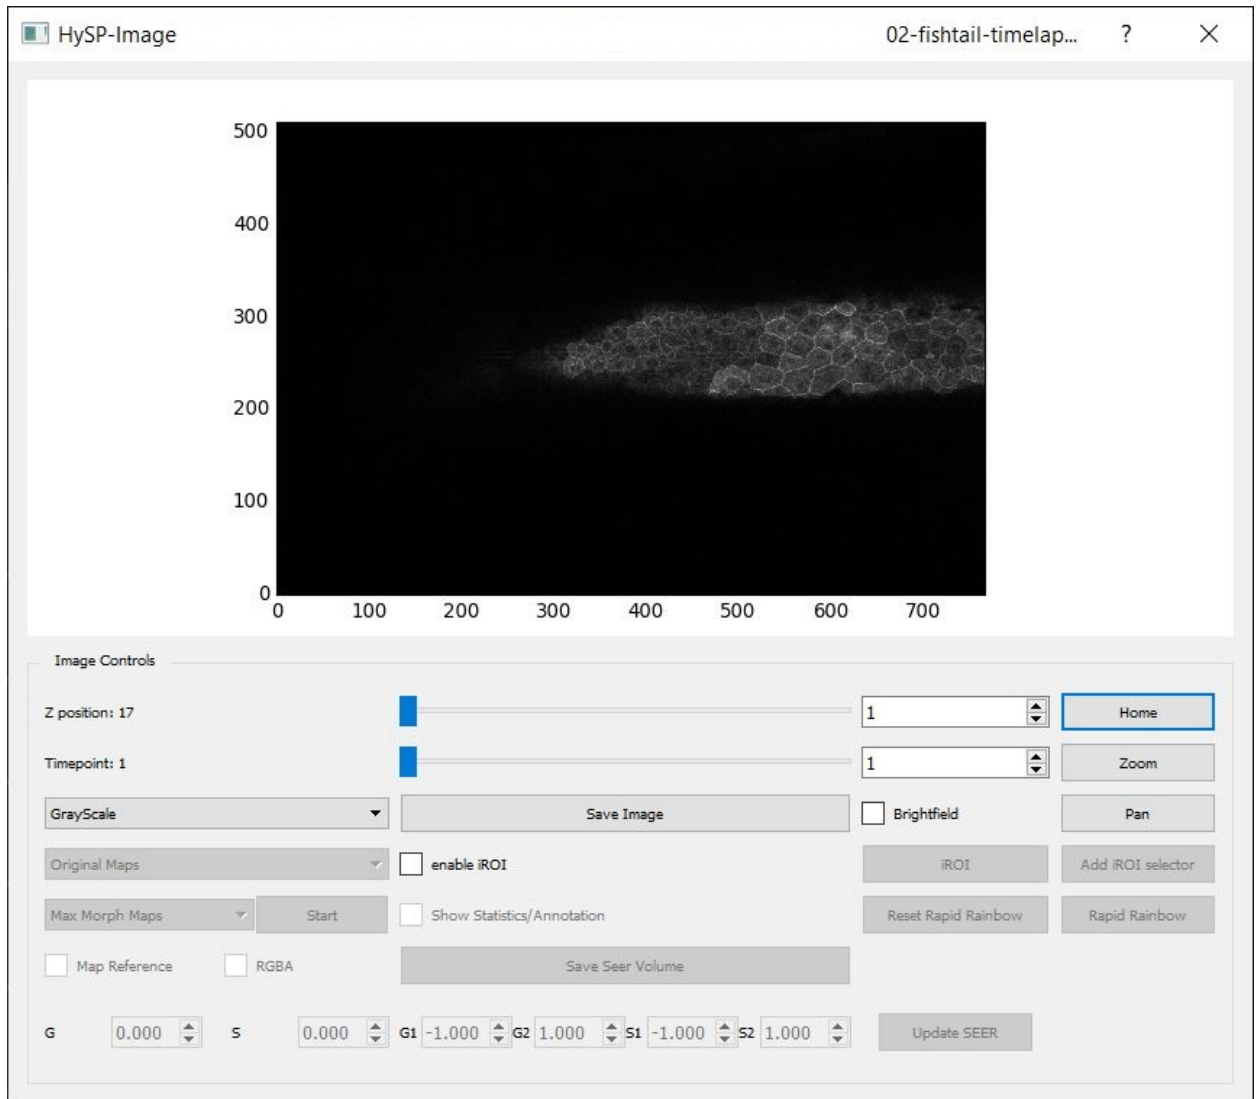 HySP-Image 02-fishtail-timelap... ?
500
400
300
200
100
0
0 100 200 300 400 500 600 700
Image Controls
Z position: 17 1 Home
Timepoint: 1 1 Zoom
GrayScale Save Image Brightfield Pan
Original Maps enable iROI iROI Add iROI selector
Max Morph Maps Start Show Statistics/Annotation Reset Rapid Rainbow Rapid Rainbow
Map Reference RGBA Save Seer Volume
G 0.000 S 0.000 G1 -1.000 G2 1.000 S1 -1.000 S2 1.000 Update SEER